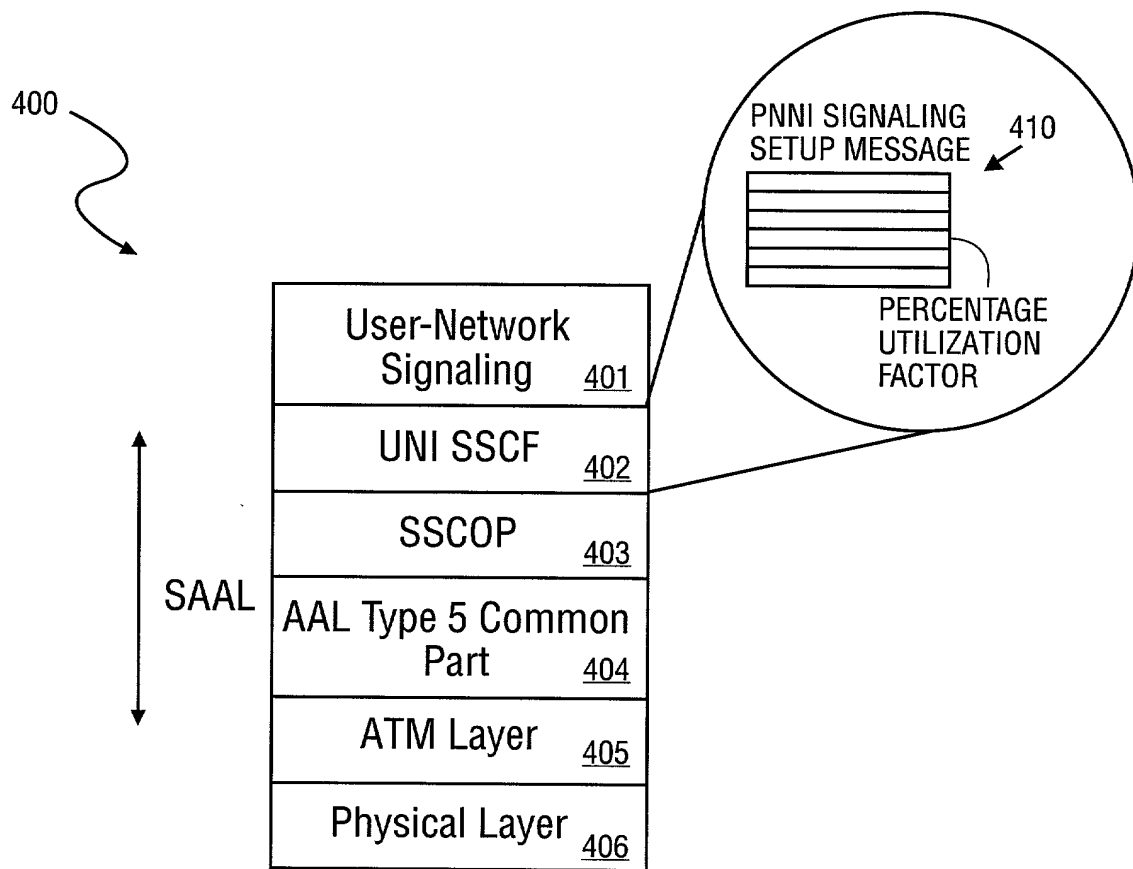 400
PNNI SIGNALING
SETUP MESSAGE
410
PERCENTAGE
UTILIZATION
FACTOR
User-Network
Signaling 401
UNI SSCF 402
SSCOP 403
SAAL
AAL Type 5 Common
Part 404
ATM Layer 405
Physical Layer 406